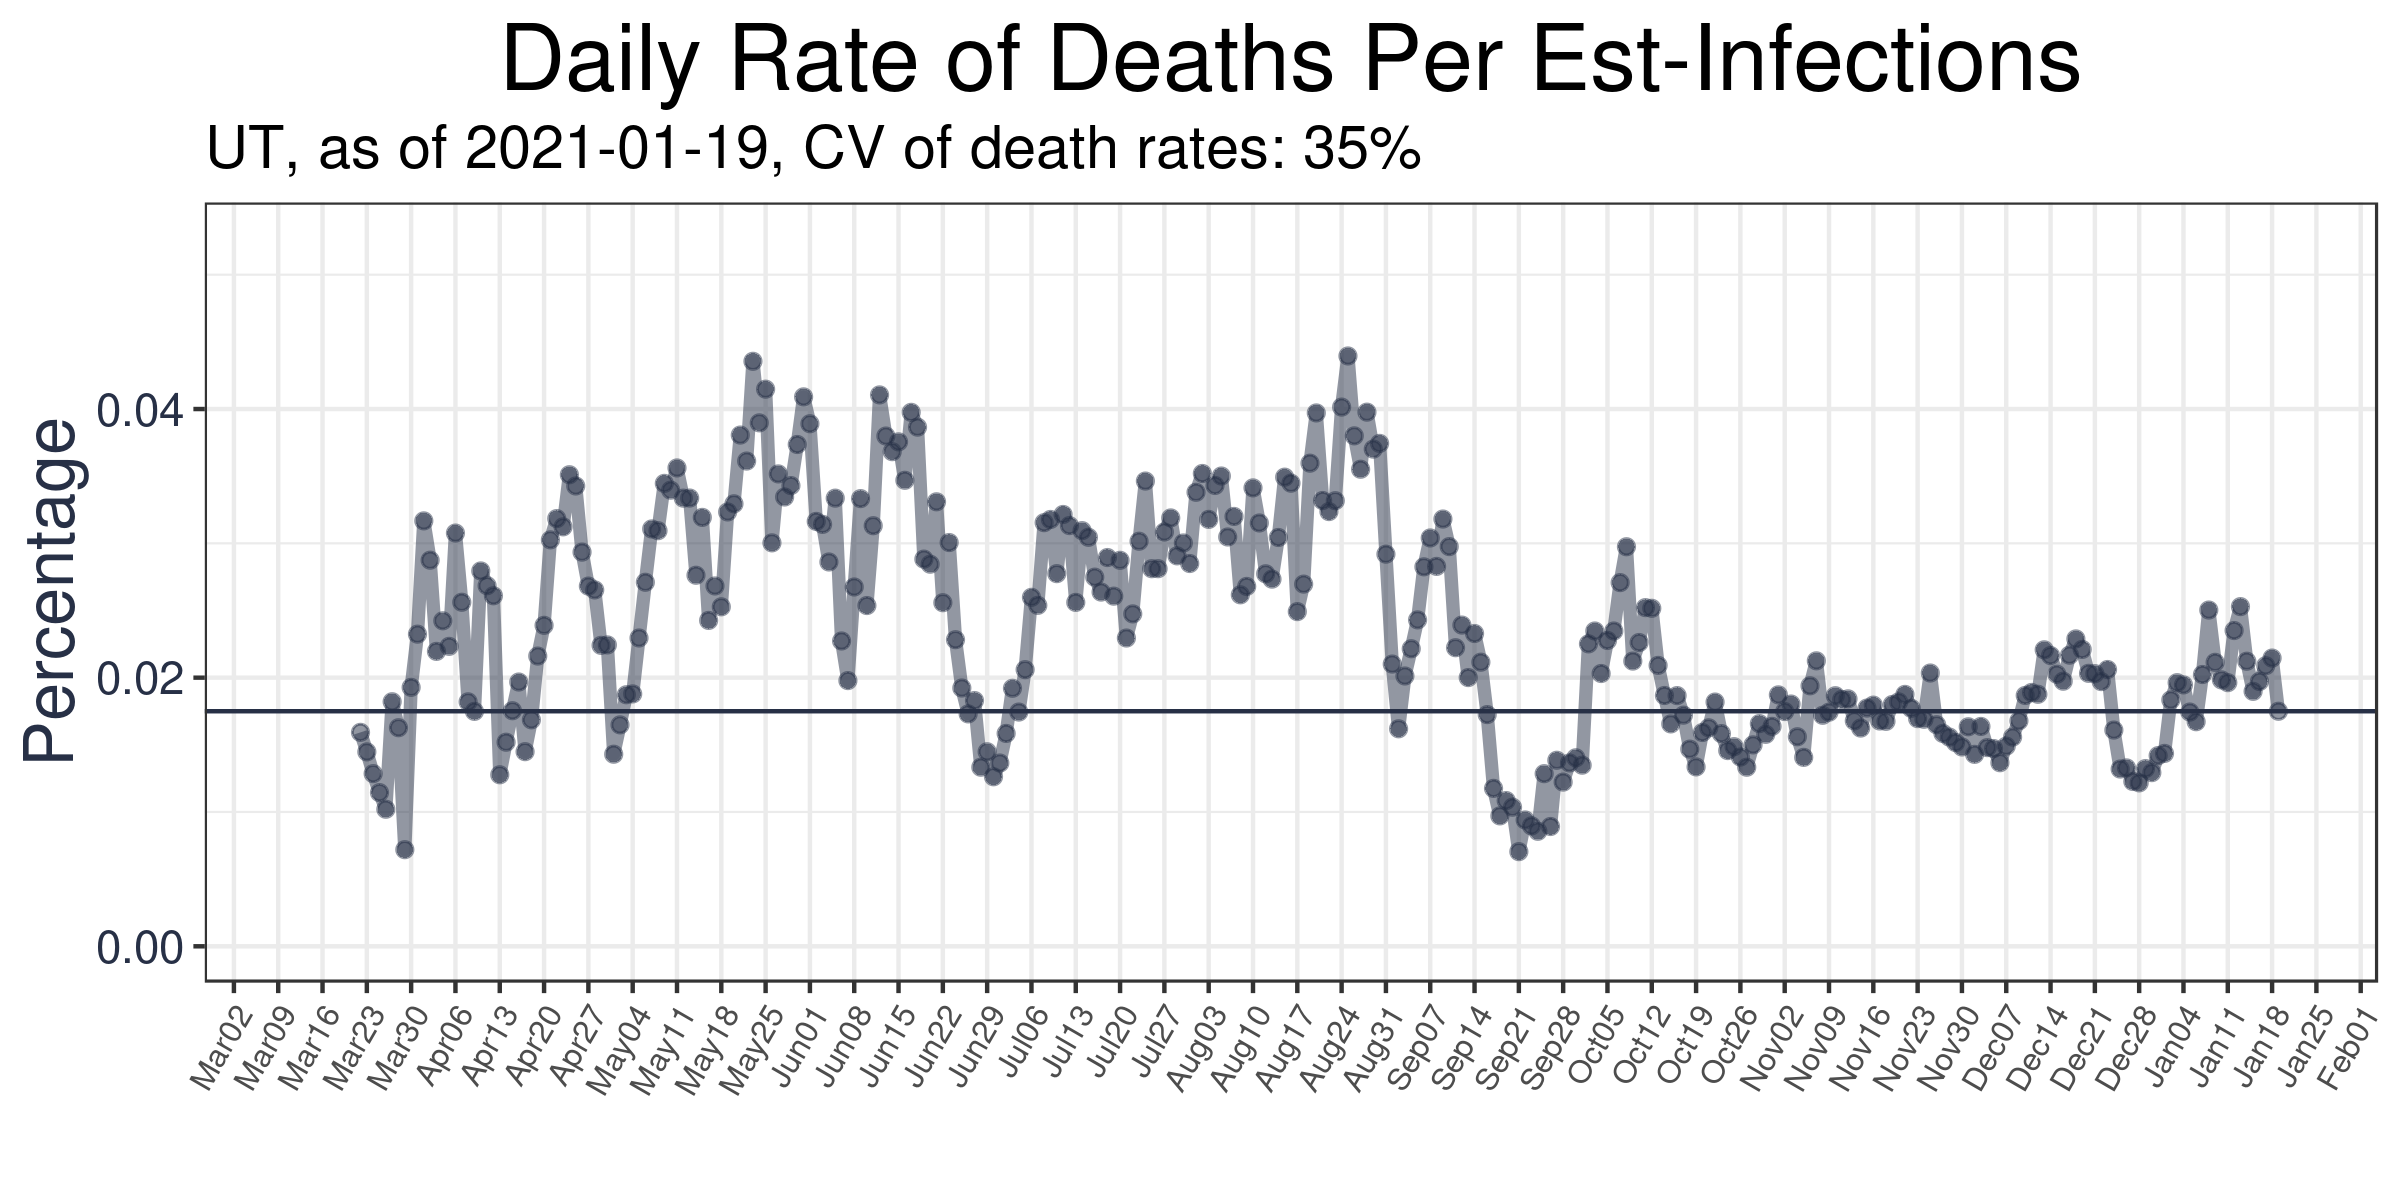 Daily Rate of Deaths Per Est-Infections
UT, as of 2021-01-19, CV of death rates: 35%
Percentage
0.04
0.02
0.00
Mar02
Mar09
Mar16
Mar23
Mar30
Apr06
Apr13
Apr20
Apr27
May04
May11
May18
May25
Jun01
Jun08
Jun15
Jun22
Jun29
Jul06
Jul13
Jul20
Jul27
Aug03
Aug10
Aug17
Aug24
Aug31
Sep07
Sep14
Sep21
Sep28
Oct05
Oct12
Oct19
Oct26
Nov02
Nov09
Nov16
Nov23
Nov30
Dec07
Dec14
Dec21
Dec28
Jan04
Jan11
Jan18
Jan25
Feb01